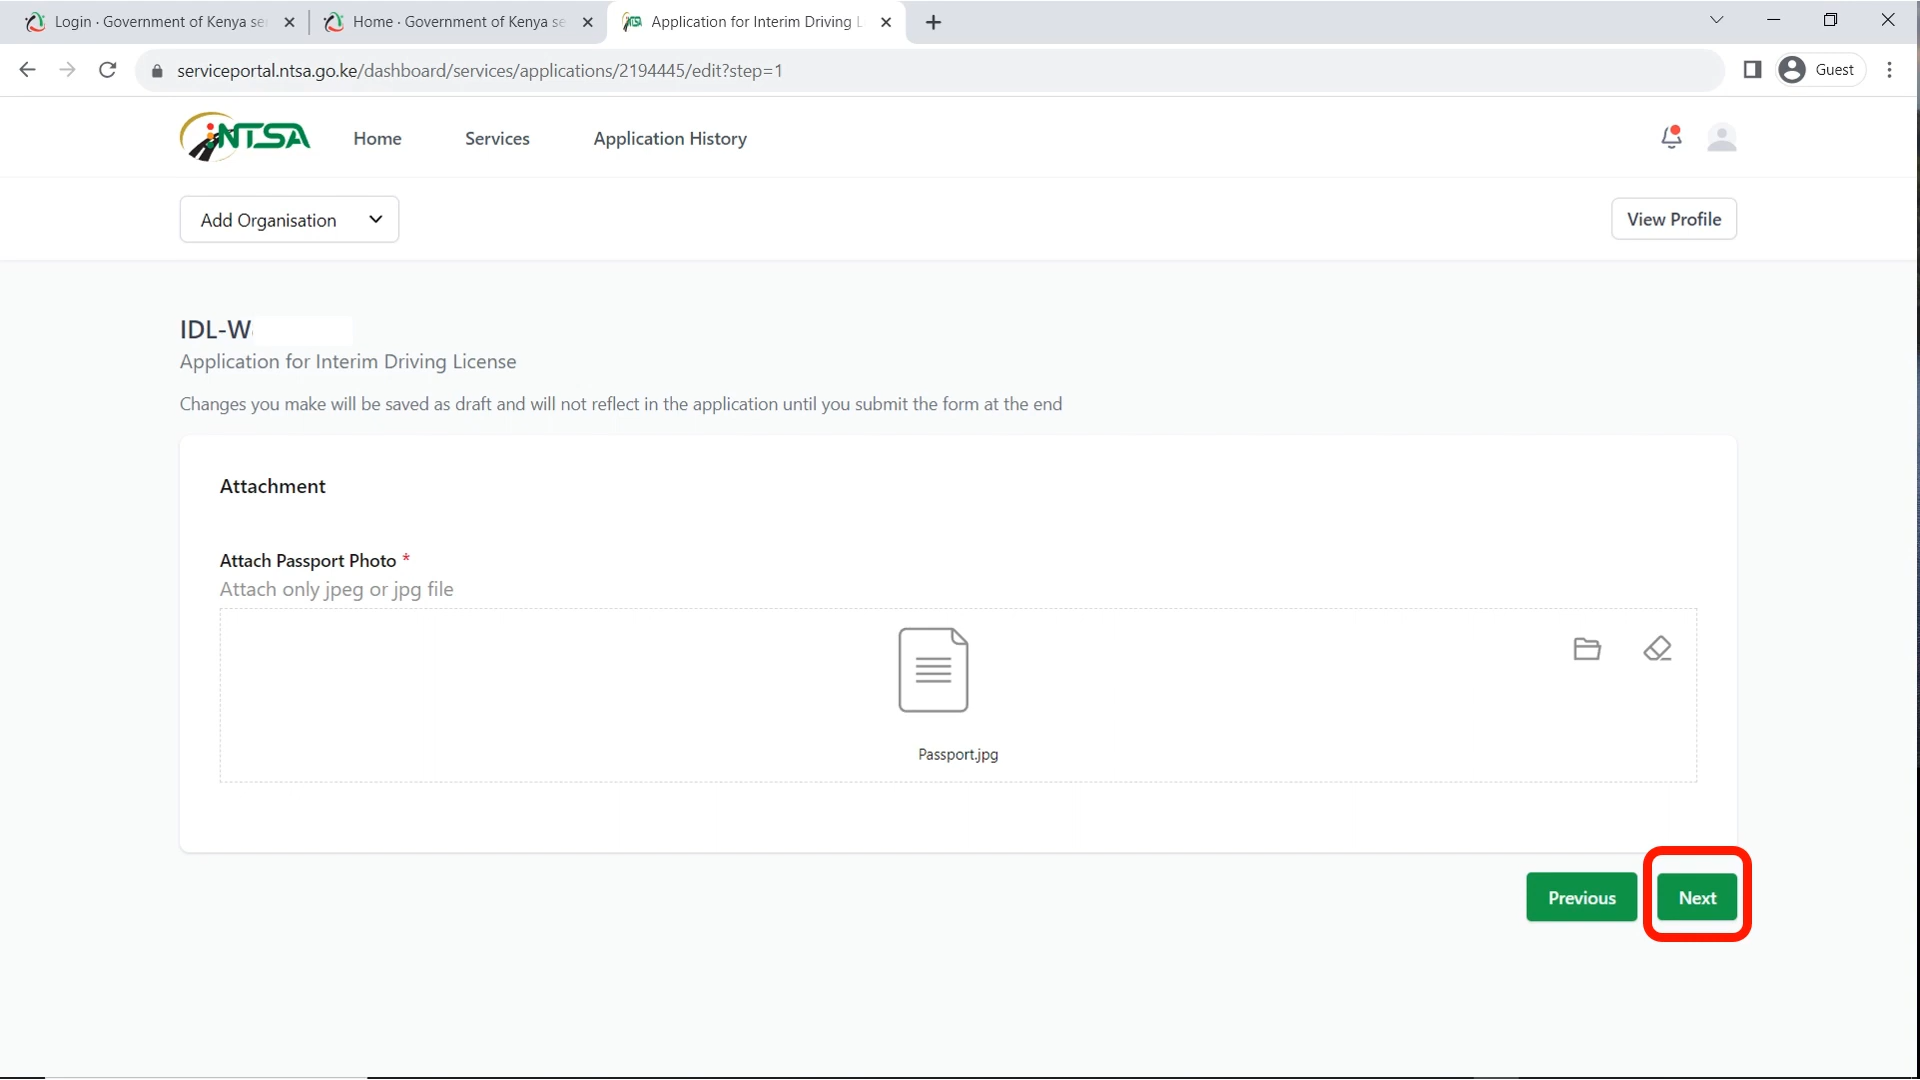 Login · Government of Kenya se
Home · Government of Kenya se
Application for Interim Driving L
serviceportal.ntsa.go.ke/dashboard/services/applications/2194445/edit?step=1
Guest
NTSA
Home
Services
Application History
Add Organisation
View Profile
IDL-W
Application for Interim Driving License
Changes you make will be saved as draft and will not reflect in the application until you submit the form at the end
Attachment
Attach Passport Photo *
Attach only jpeg or jpg file
Passport.jpg
Previous
Next